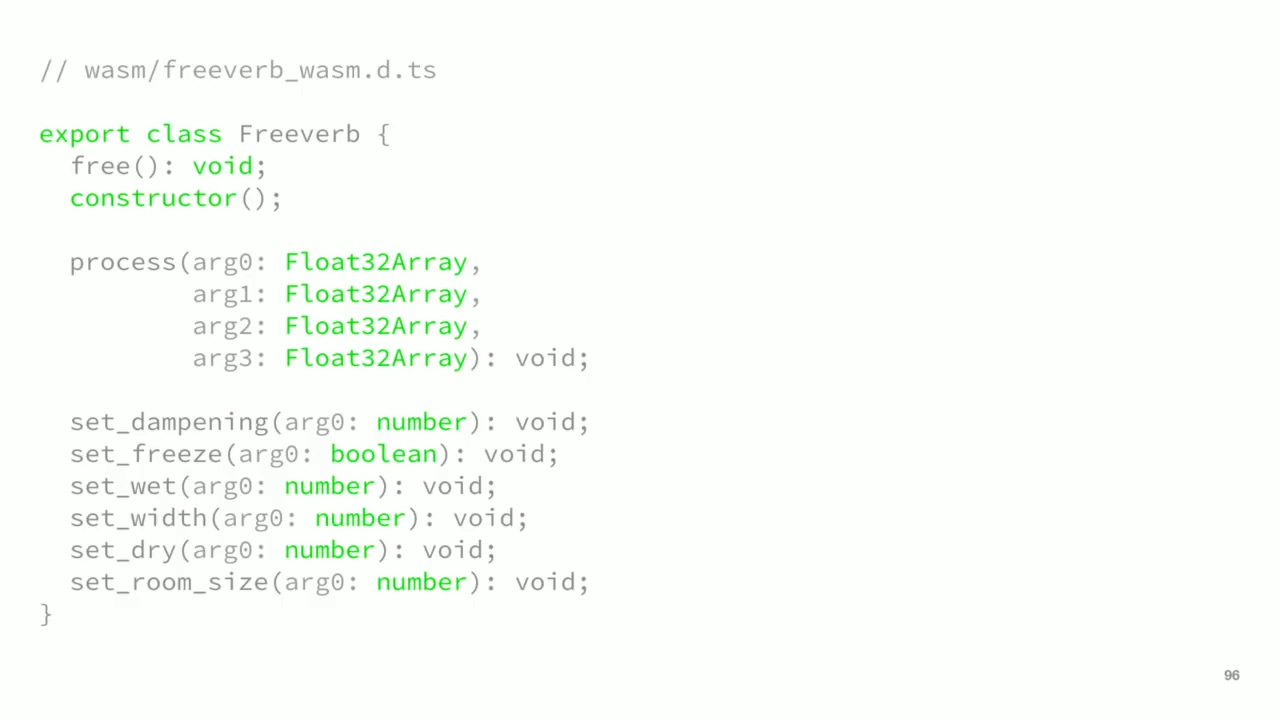 // wasm/freeverb_wasm.d.ts
export class Freeverb {
  free(): void;
  constructor();
  process(arg0: Float32Array,
          arg1: Float32Array,
          arg2: Float32Array,
          arg3: Float32Array): void;
  set_dampening(arg0: number): void;
  set_freeze(arg0: boolean): void;
  set_wet(arg0: number): void;
  set_width(arg0: number): void;
  set_dry(arg0: number): void;
  set_room_size(arg0: number): void;
}
96